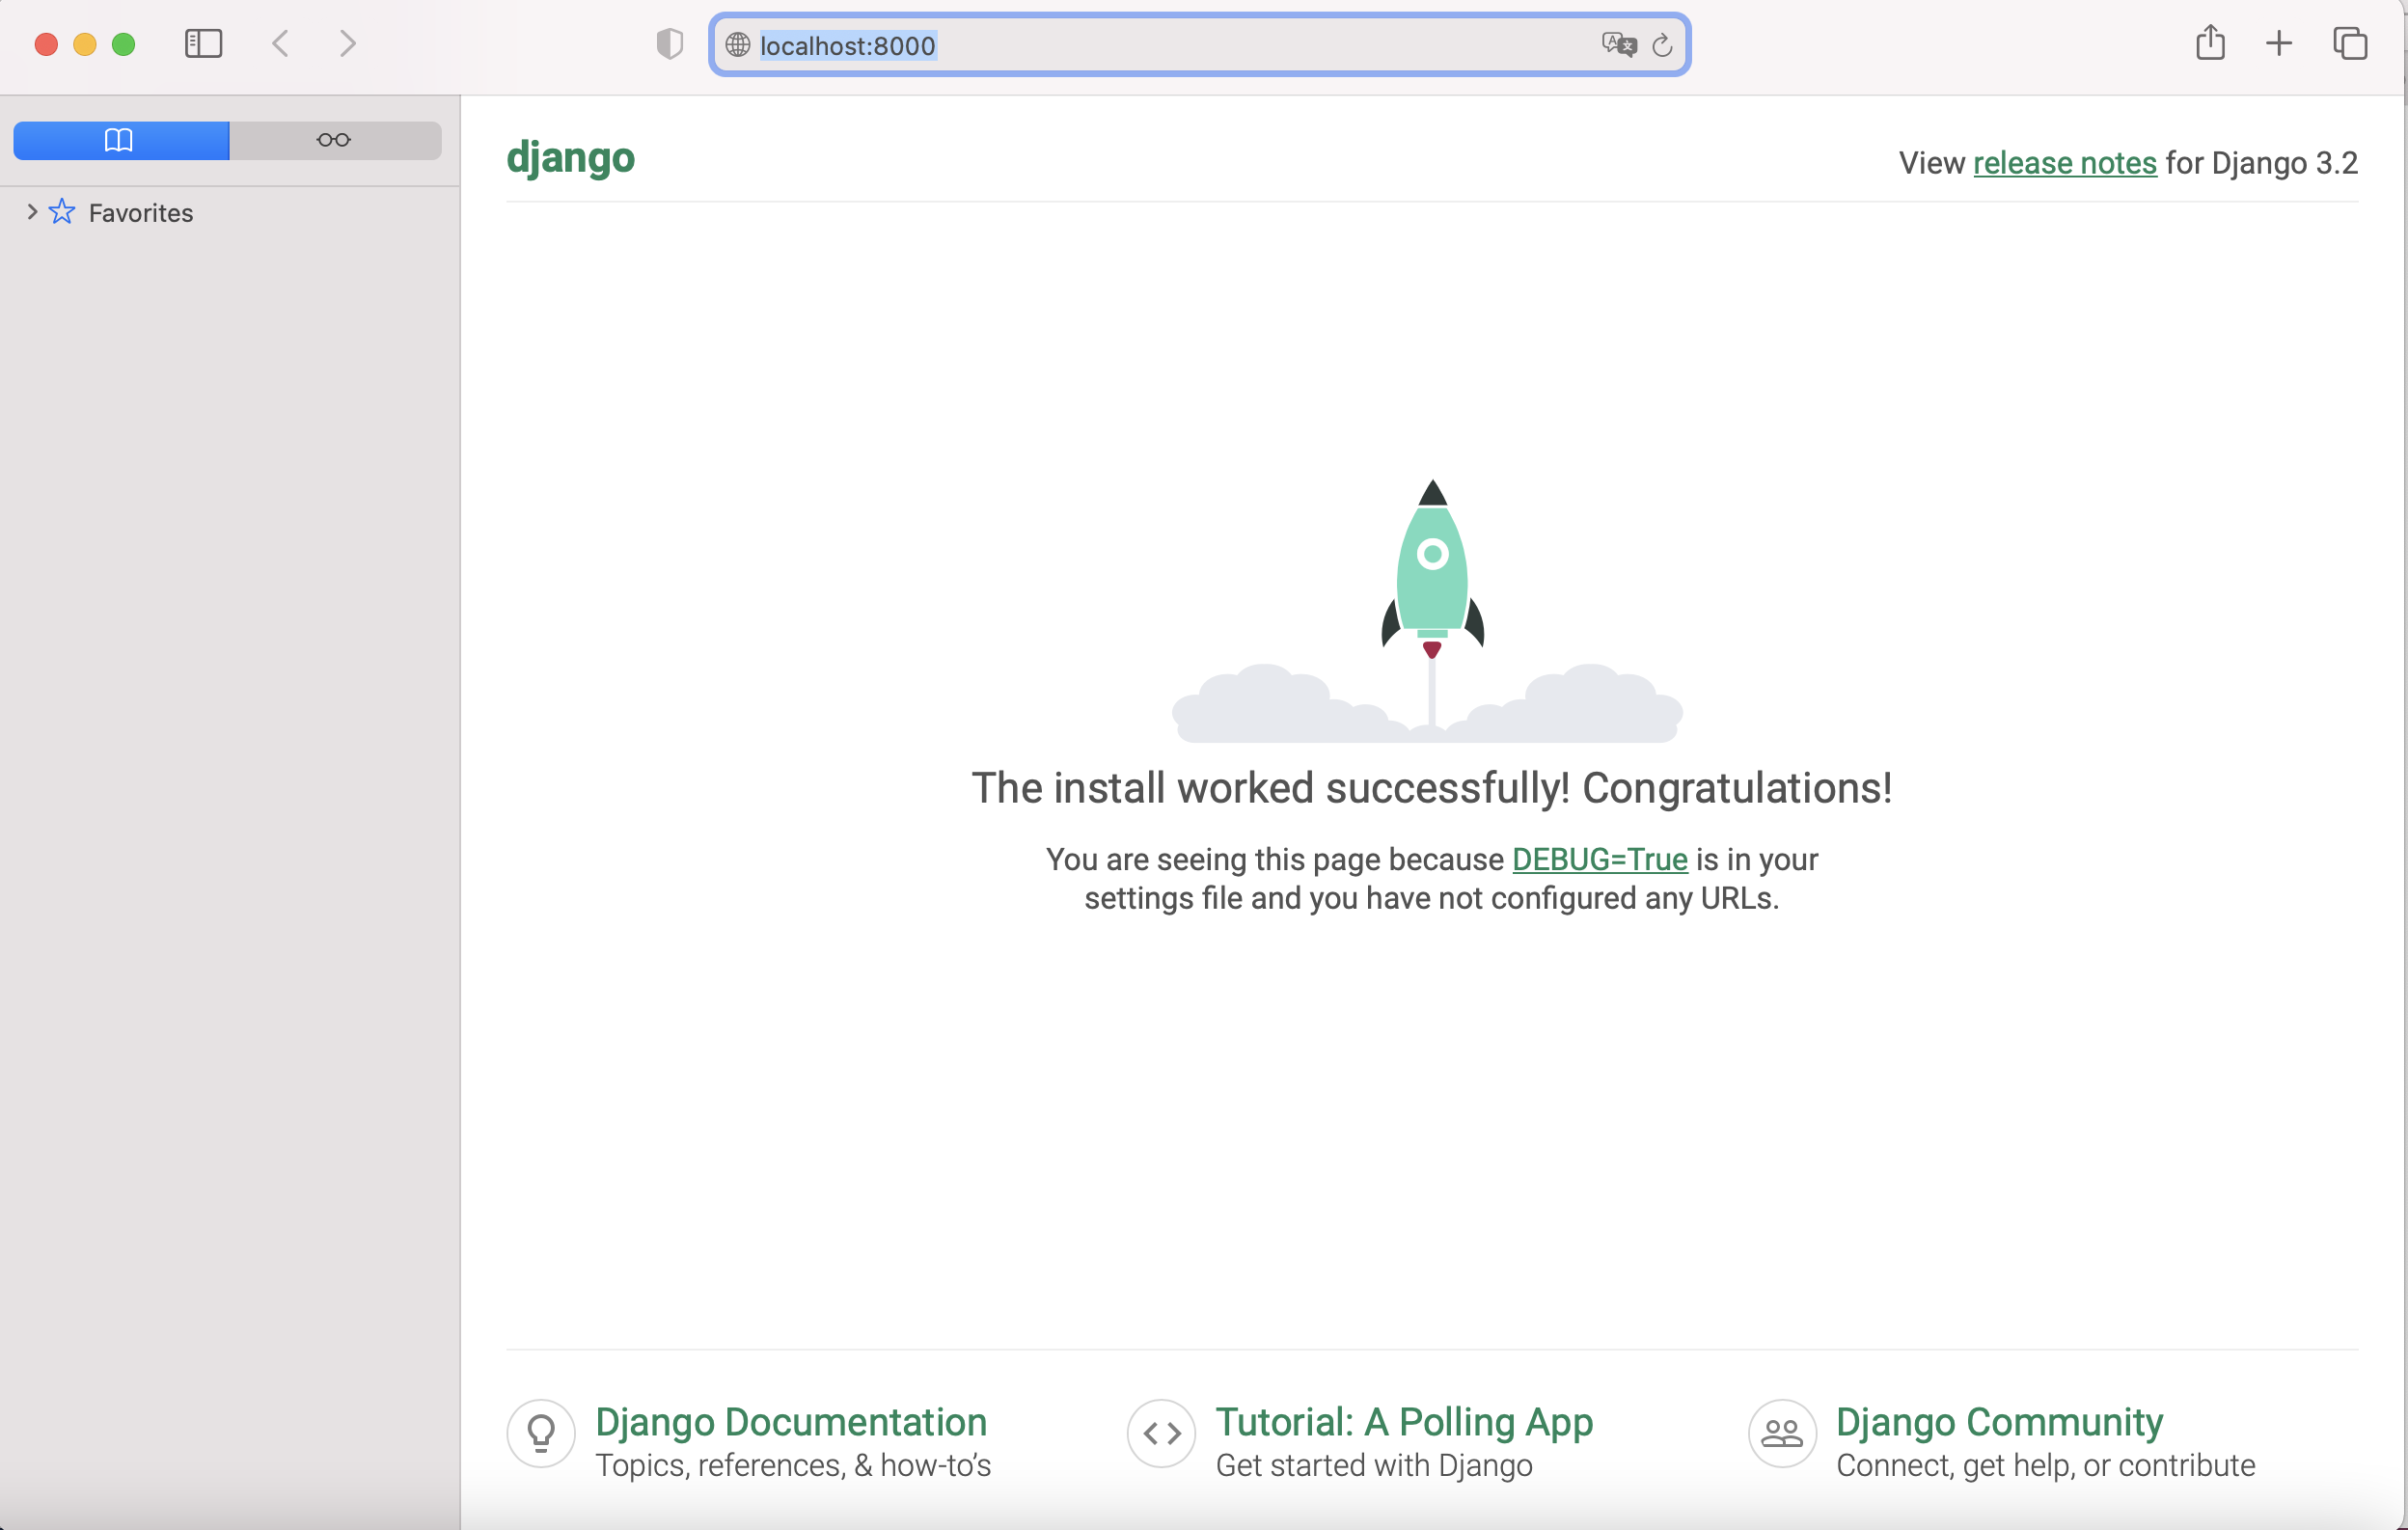 localhost:8000
Favorites
django
View release notes for Django 3.2
The install worked successfully! Congratulations!
You are seeing this page because DEBUG=True is in your
settings file and you have not configured any URLs.
Django Documentation
Topics, references, & how-to’s
Tutorial: A Polling App
Get started with Django
Django Community
Connect, get help, or contribute